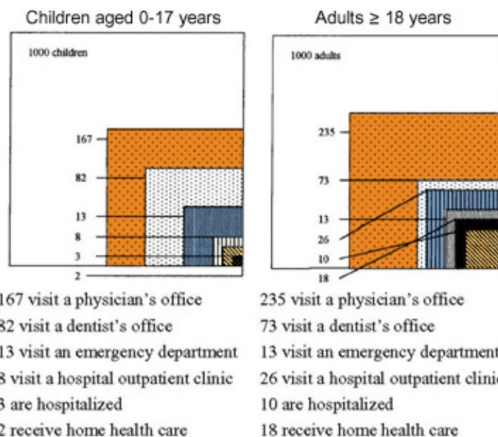 Children aged 0-17 years
1000 children
167
82
13
8
3
2
167 visit a physician's office
82 visit a dentist's office
13 visit an emergency department
8 visit a hospital outpatient clinic
3 are hospitalized
2 receive home health care
Adults ≥ 18 years
1000 adults
235
73
13
26
10
18
235 visit a physician's office
73 visit a dentist's office
13 visit an emergency department
26 visit a hospital outpatient clinic
10 are hospitalized
18 receive home health care